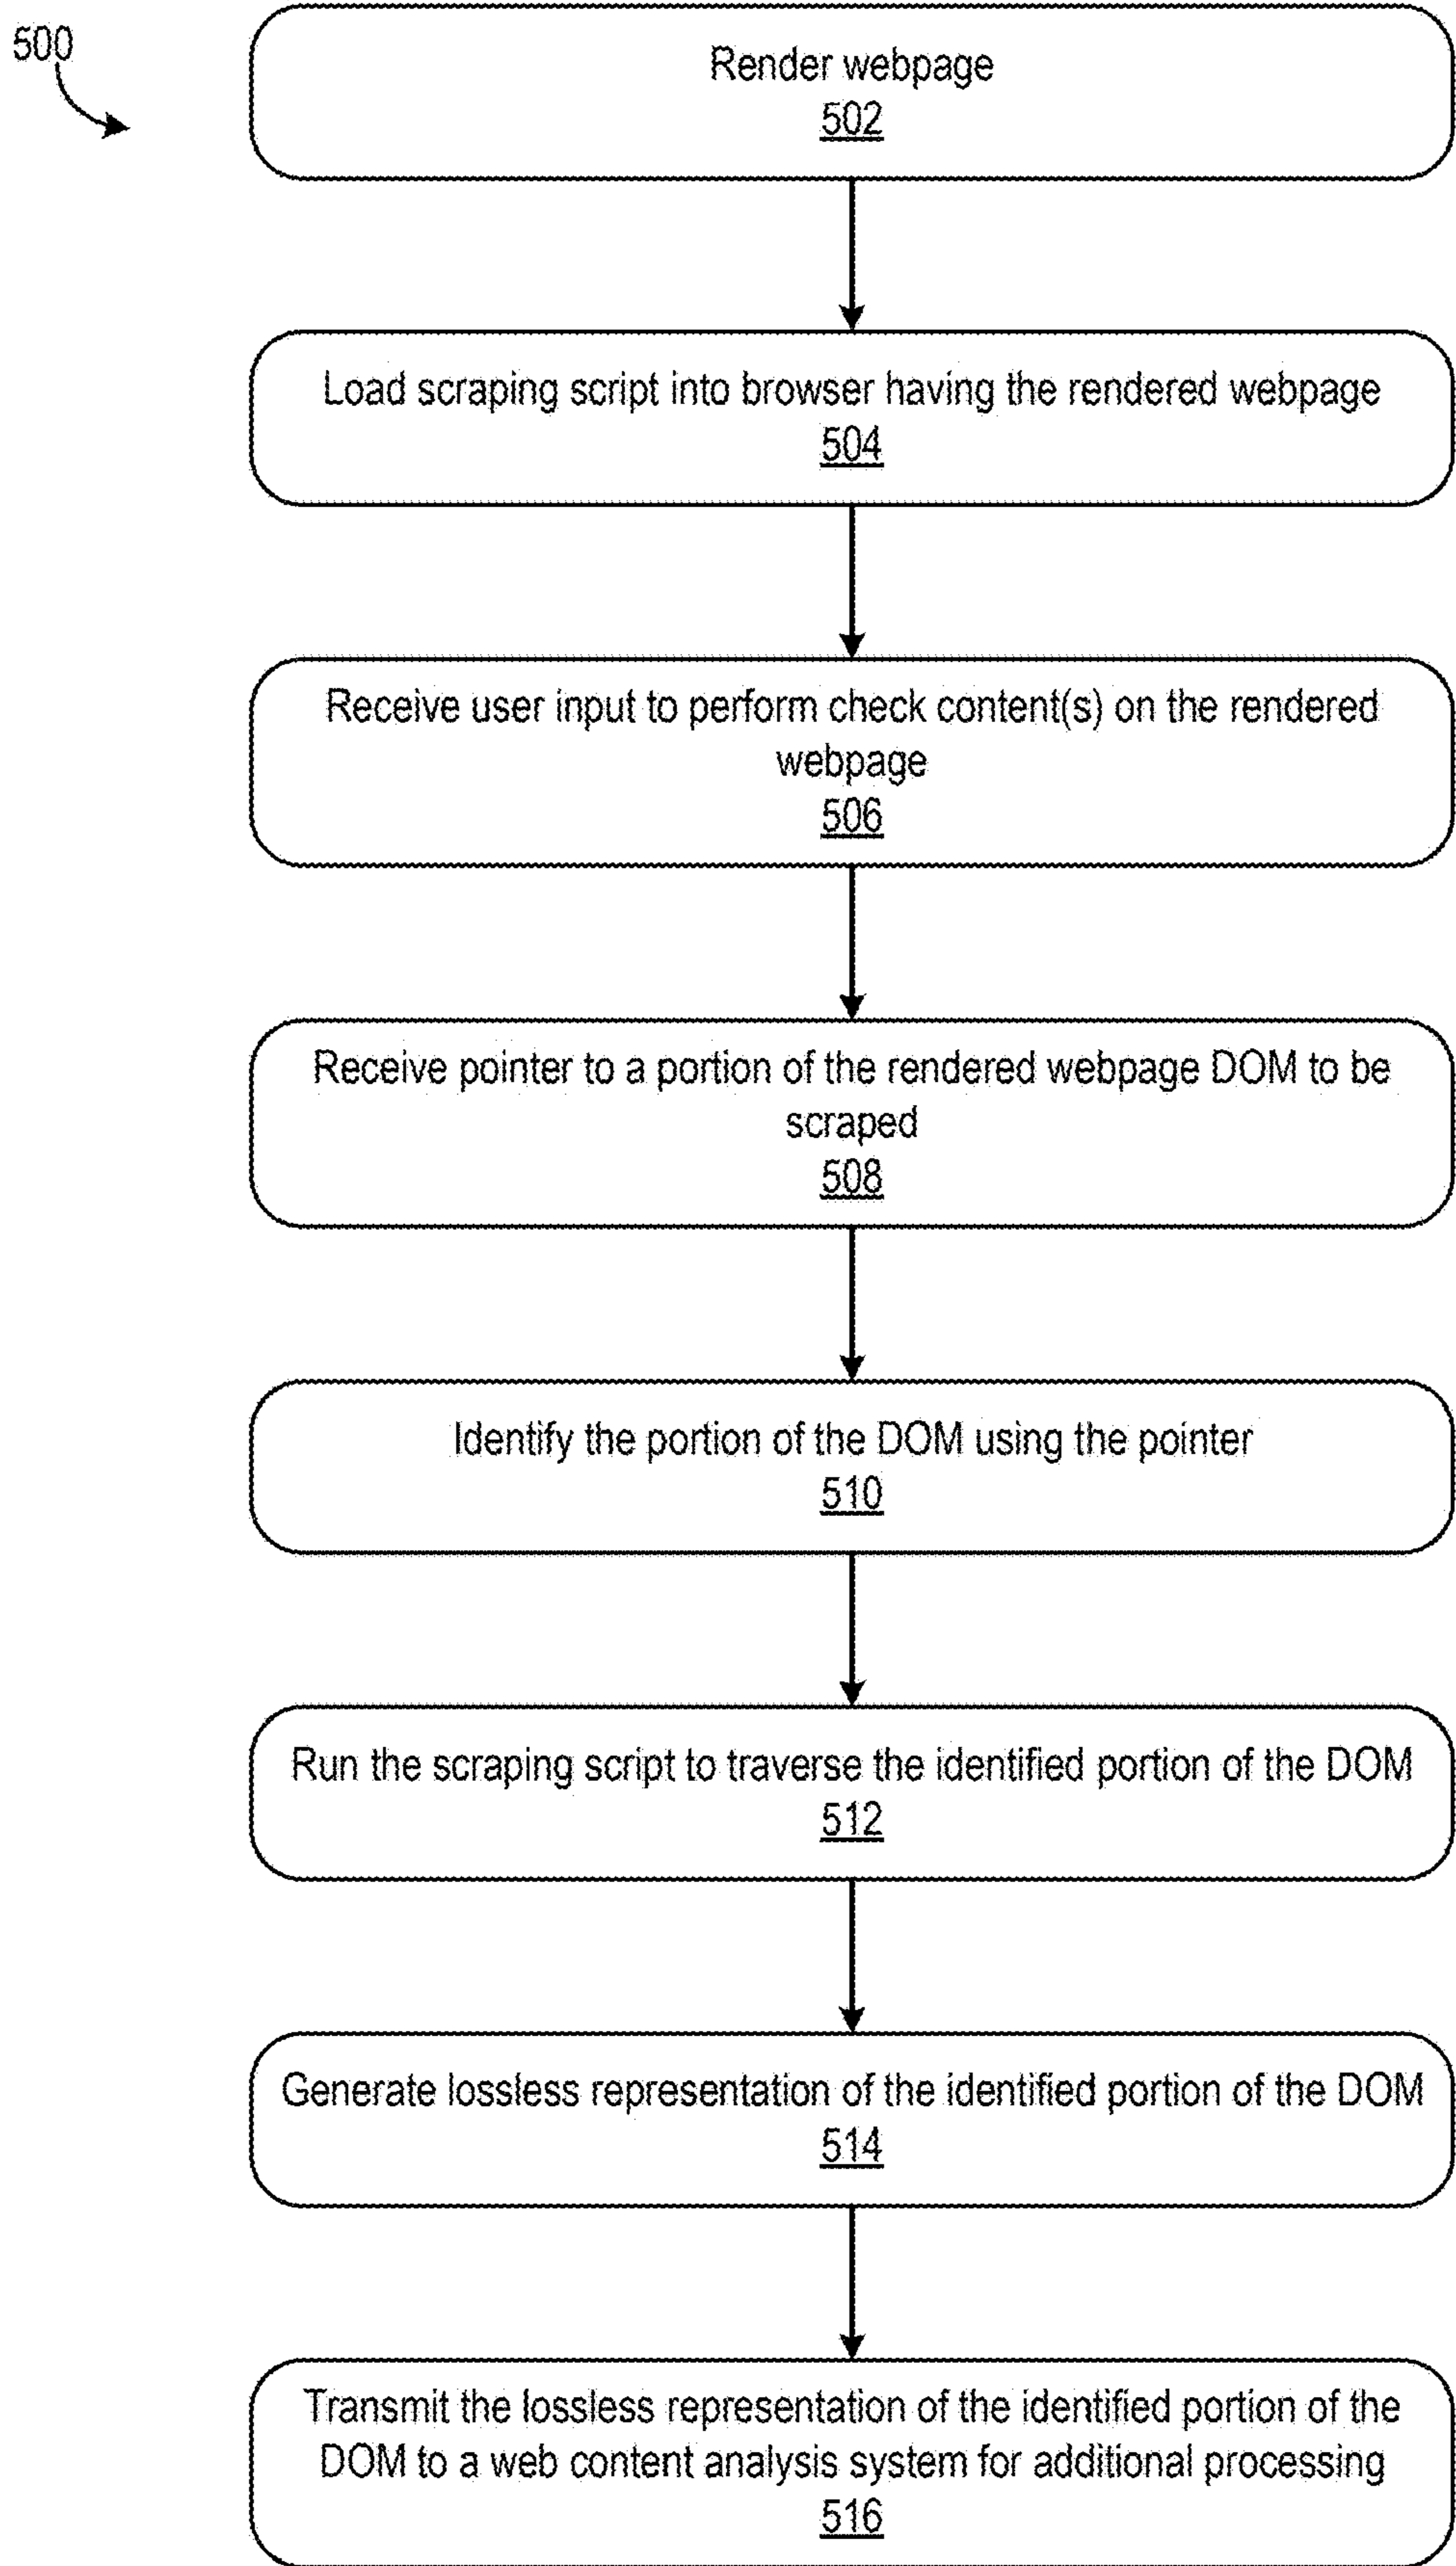 500
Render webpage
502
Load scraping script into browser having the rendered webpage
504
Receive user input to perform check content(s) on the rendered
webpage
506
Receive pointer to a portion of the rendered webpage DOM to be
scraped
508
Identify the portion of the DOM using the pointer
510
Run the scraping script to traverse the identified portion of the DOM
512
Generate lossless representation of the identified portion of the DOM
514
Transmit the lossless representation of the identified portion of the
DOM to a web content analysis system for additional processing
516